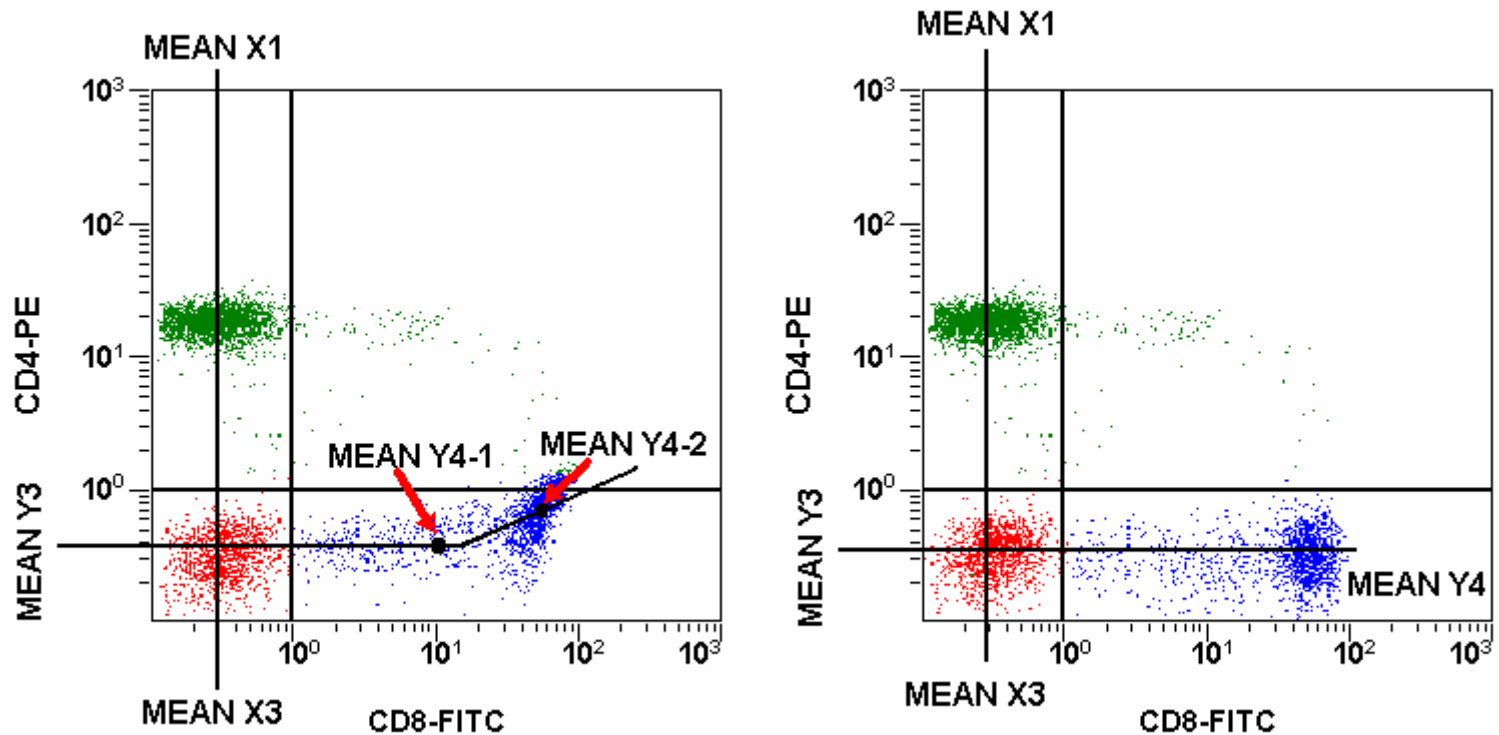 MEAN X1
10³
10²
CD4-PE
10¹
MEAN Y4-1
MEAN Y4-2
10⁰
MEAN Y3
10⁰ 10¹ 10² 10³
MEAN X3
CD8-FITC
MEAN X1
10³
10²
CD4-PE
10¹
10⁰
MEAN Y3
MEAN Y4
10⁰ 10¹ 10² 10³
MEAN X3
CD8-FITC